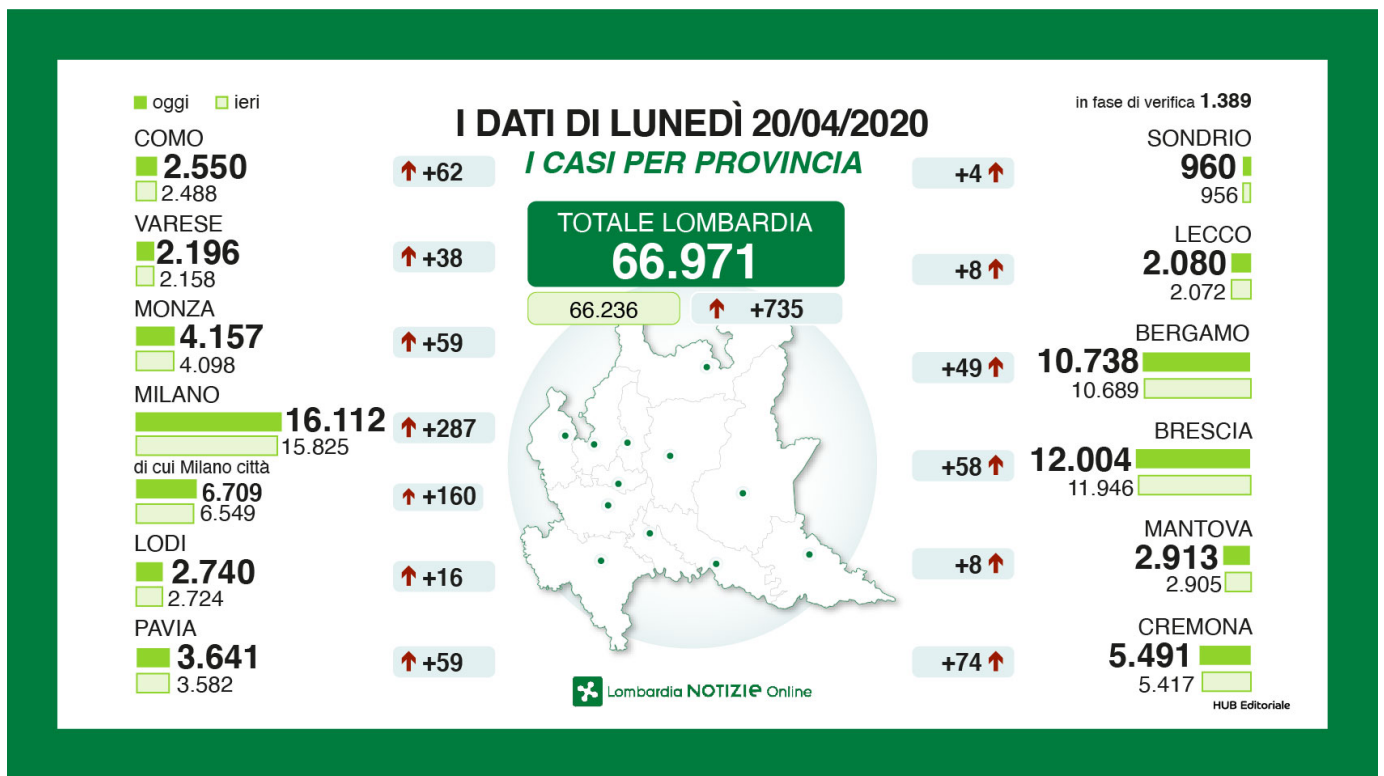 oggi ieri
I DATI DI LUNEDÌ 20/04/2020
I CASI PER PROVINCIA
TOTALE LOMBARDIA
66.971
66.236 +735
COMO
2.550
2.488
+62
VARESE
2.196
2.158
+38
MONZA
4.157
4.098
+59
MILANO
16.112
15.825
+287
di cui Milano città
6.709
6.549
+160
LODI
2.740
2.724
+16
PAVIA
3.641
3.582
+59
in fase di verifica 1.389
SONDRIO
960
956
+4
LECCO
2.080
2.072
+8
BERGAMO
10.738
10.689
+49
BRESCIA
12.004
11.946
+58
MANTOVA
2.913
2.905
+8
CREMONA
5.491
5.417
+74
Lombardia NOTIZIE Online
HUB Editoriale